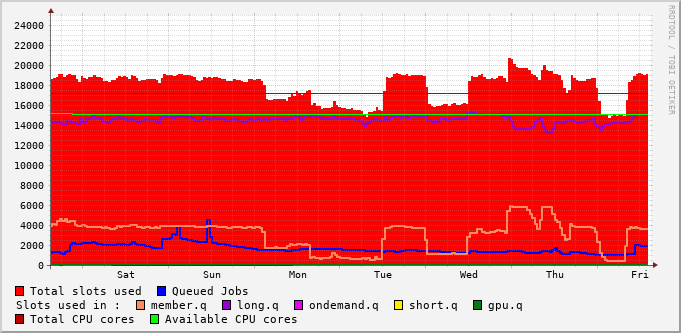 RRDTOOL / TOBI OETIKER
24000
22000
20000
18000
16000
14000
12000
10000
8000
6000
4000
2000
0
Sat Sun Mon Tue Wed Thu Fri
Total slots used Queued Jobs
Slots used in : member.q long.q ondemand.q short.q gpu.q
Total CPU cores Available CPU cores